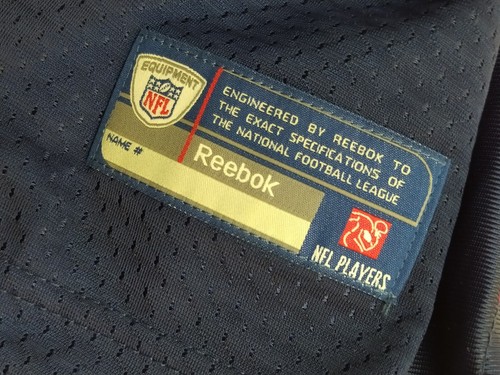 EQUIPMENT
NFL
ENGINEERED BY REEBOK TO
THE EXACT SPECIFICATIONS OF
THE NATIONAL FOOTBALL LEAGUE
NAME #
Reebok
NFL PLAYERS